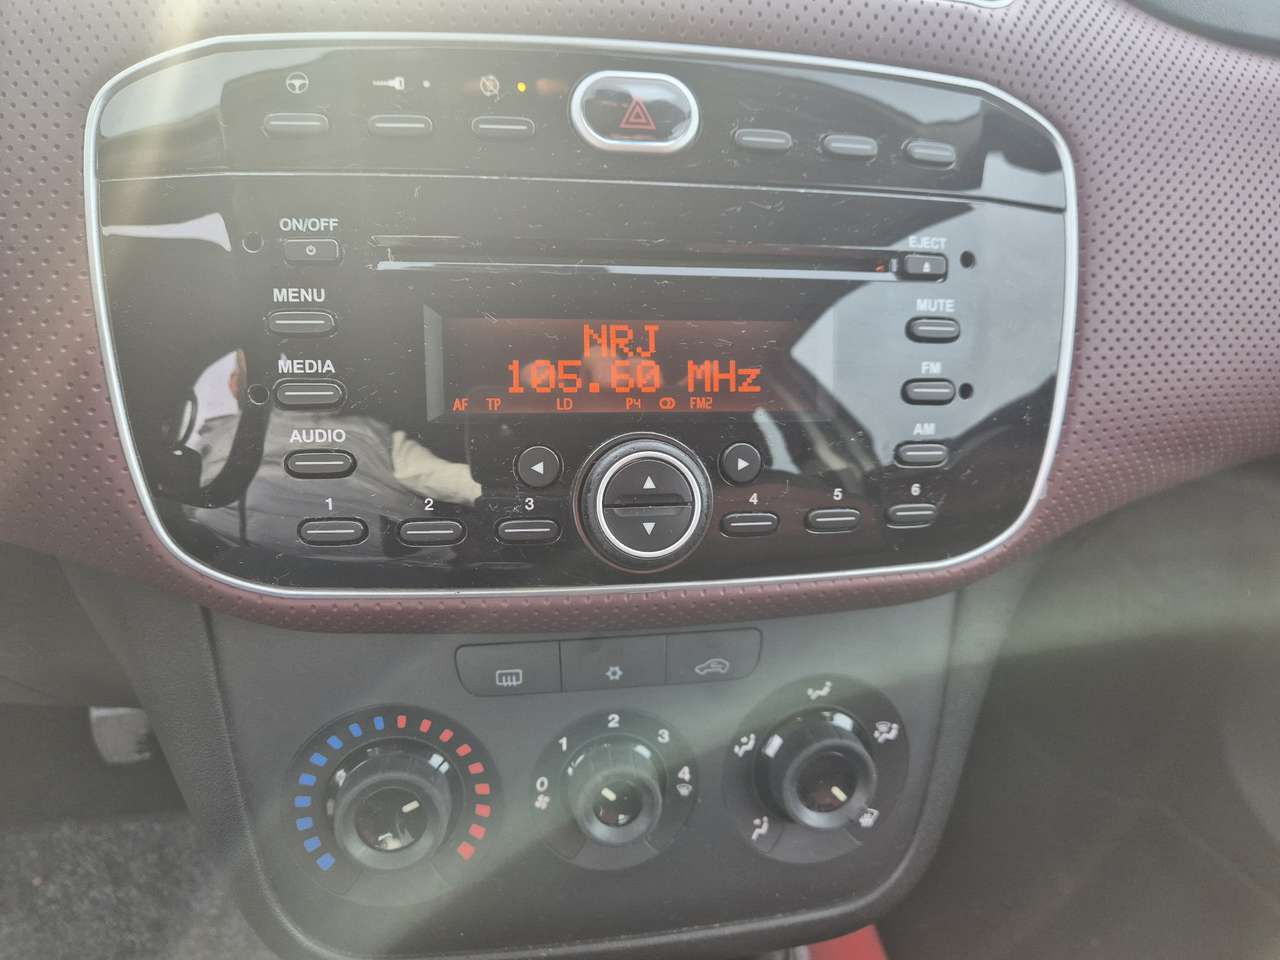 ON/OFF
EJECT
MENU
MUTE
NRJ
105.60 MHz
MEDIA
FM
AF TP LD P4 FM2
AUDIO
AM
1 2 3 4 5 6
0 1 2 3 4